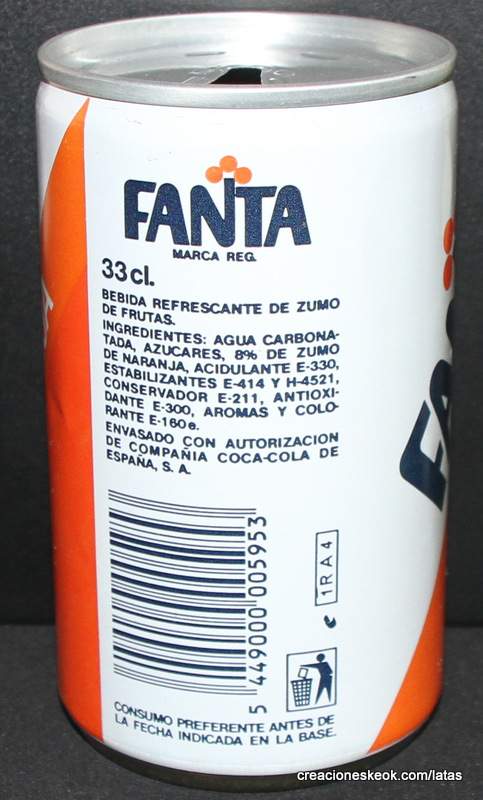 FANTA
MARCA REG.
33 cl.
BEBIDA REFRESCANTE DE ZUMO
DE FRUTAS.
INGREDIENTES: AGUA CARBONA-
TADA, AZUCARES, 8% DE ZUMO
DE NARANJA, ACIDULANTE E-330,
ESTABILIZANTES E-414 Y H-4521,
CONSERVADOR E-211, ANTIOXI-
DANTE E-300, AROMAS Y COLO-
RANTE E-160e.
ENVASADO CON AUTORIZACION
DE COMPAÑIA COCA-COLA DE
ESPAÑA, S. A.
5 449000 005953
1RA4
CONSUMO PREFERENTE ANTES DE
LA FECHA INDICADA EN LA BASE.
FA
creacioneskeok.com/latas